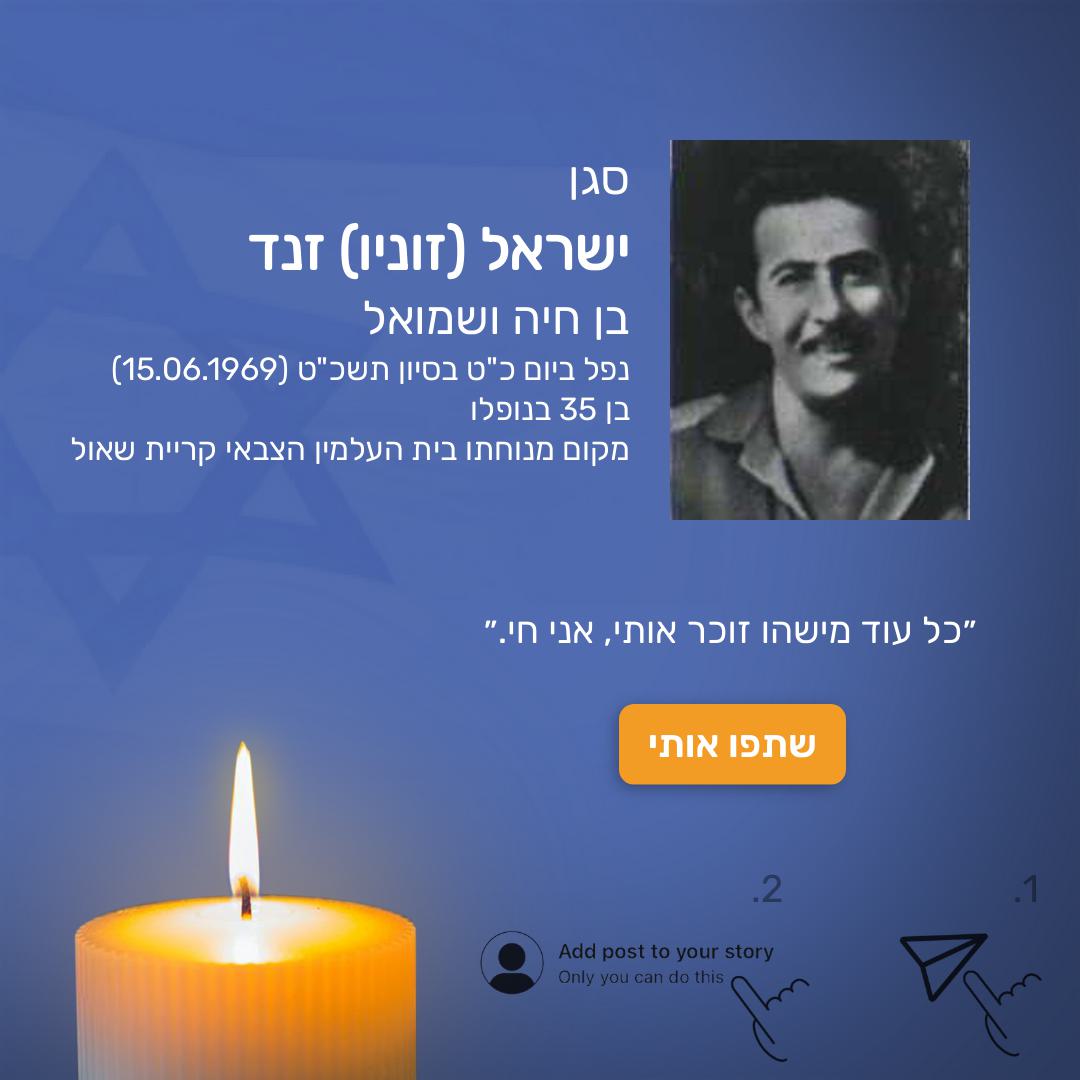 סגן
ישראל (זוניו) זנד
בן חיה ושמואל
נפל ביום כ"ט בסיון תשכ"ט (15.06.1969)
בן 35 בנופלו
מקום מנוחתו בית העלמין הצבאי קריית שאול
״כל עוד מישהו זוכר אותי, אני חי.״
שתפו אותי
1.
2.
Add post to your story
Only you can do this